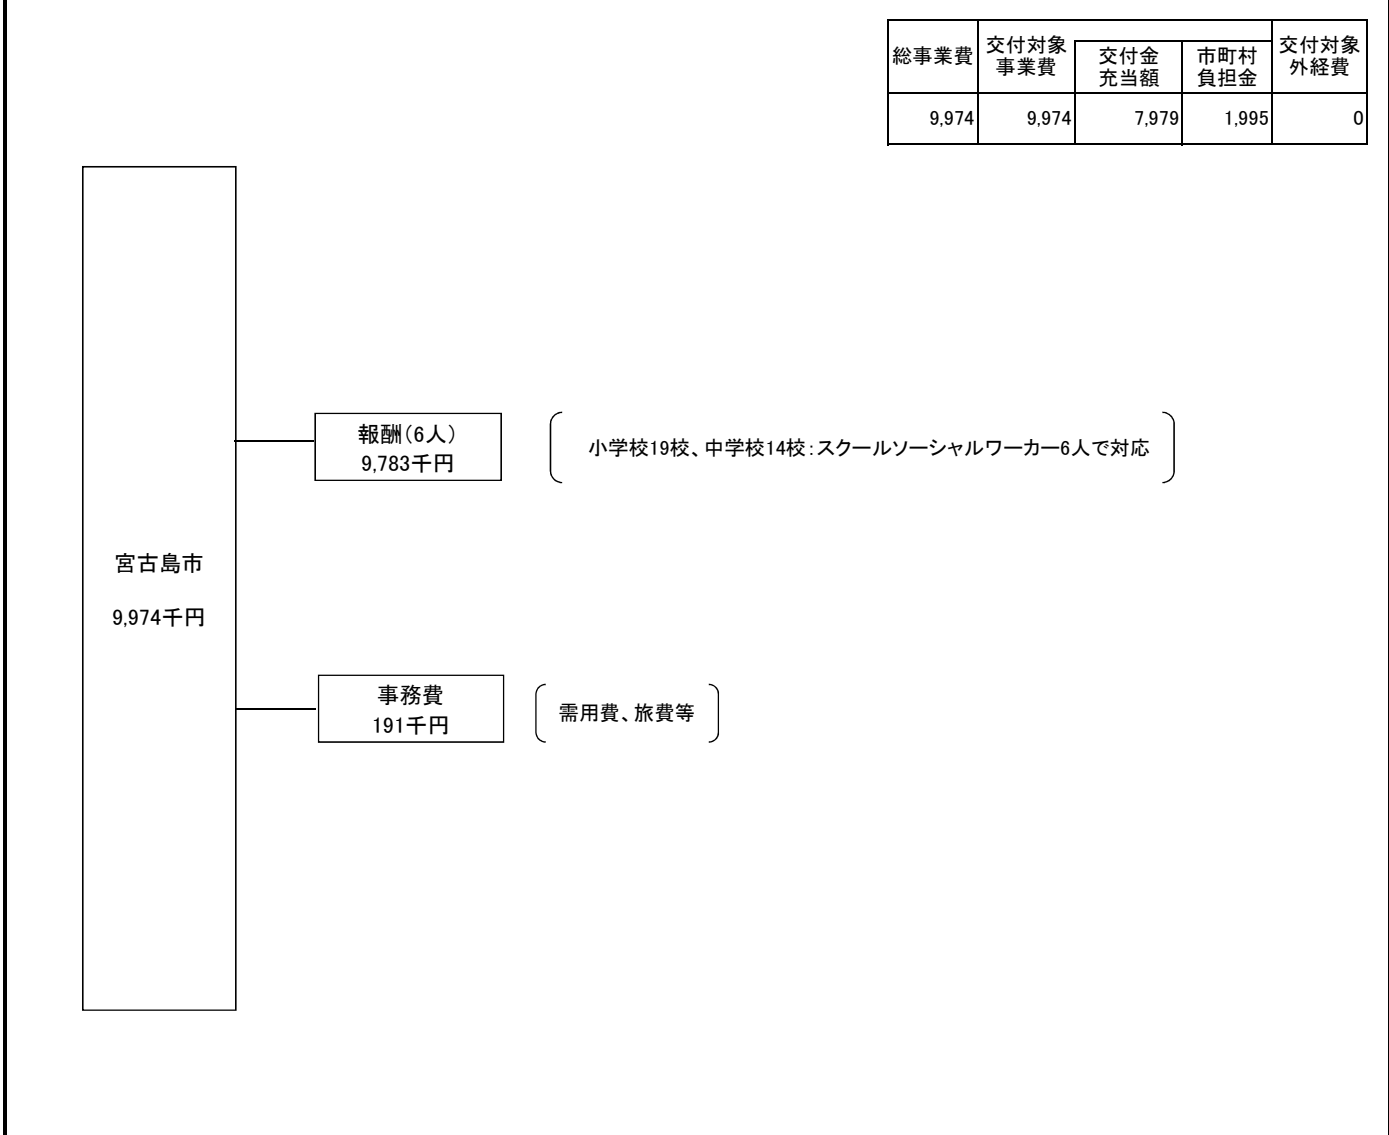 総事業費
交付対象
事業費
交付金
充当額
市町村
負担金
交付対象
外経費
9,974 9,974 7,979 1,995 0
報酬(6人)
9,783千円
小学校19校、中学校14校:スクールソーシャルワーカー6人で対応
宮古島市
9,974千円
事務費
191千円
需用費、旅費等